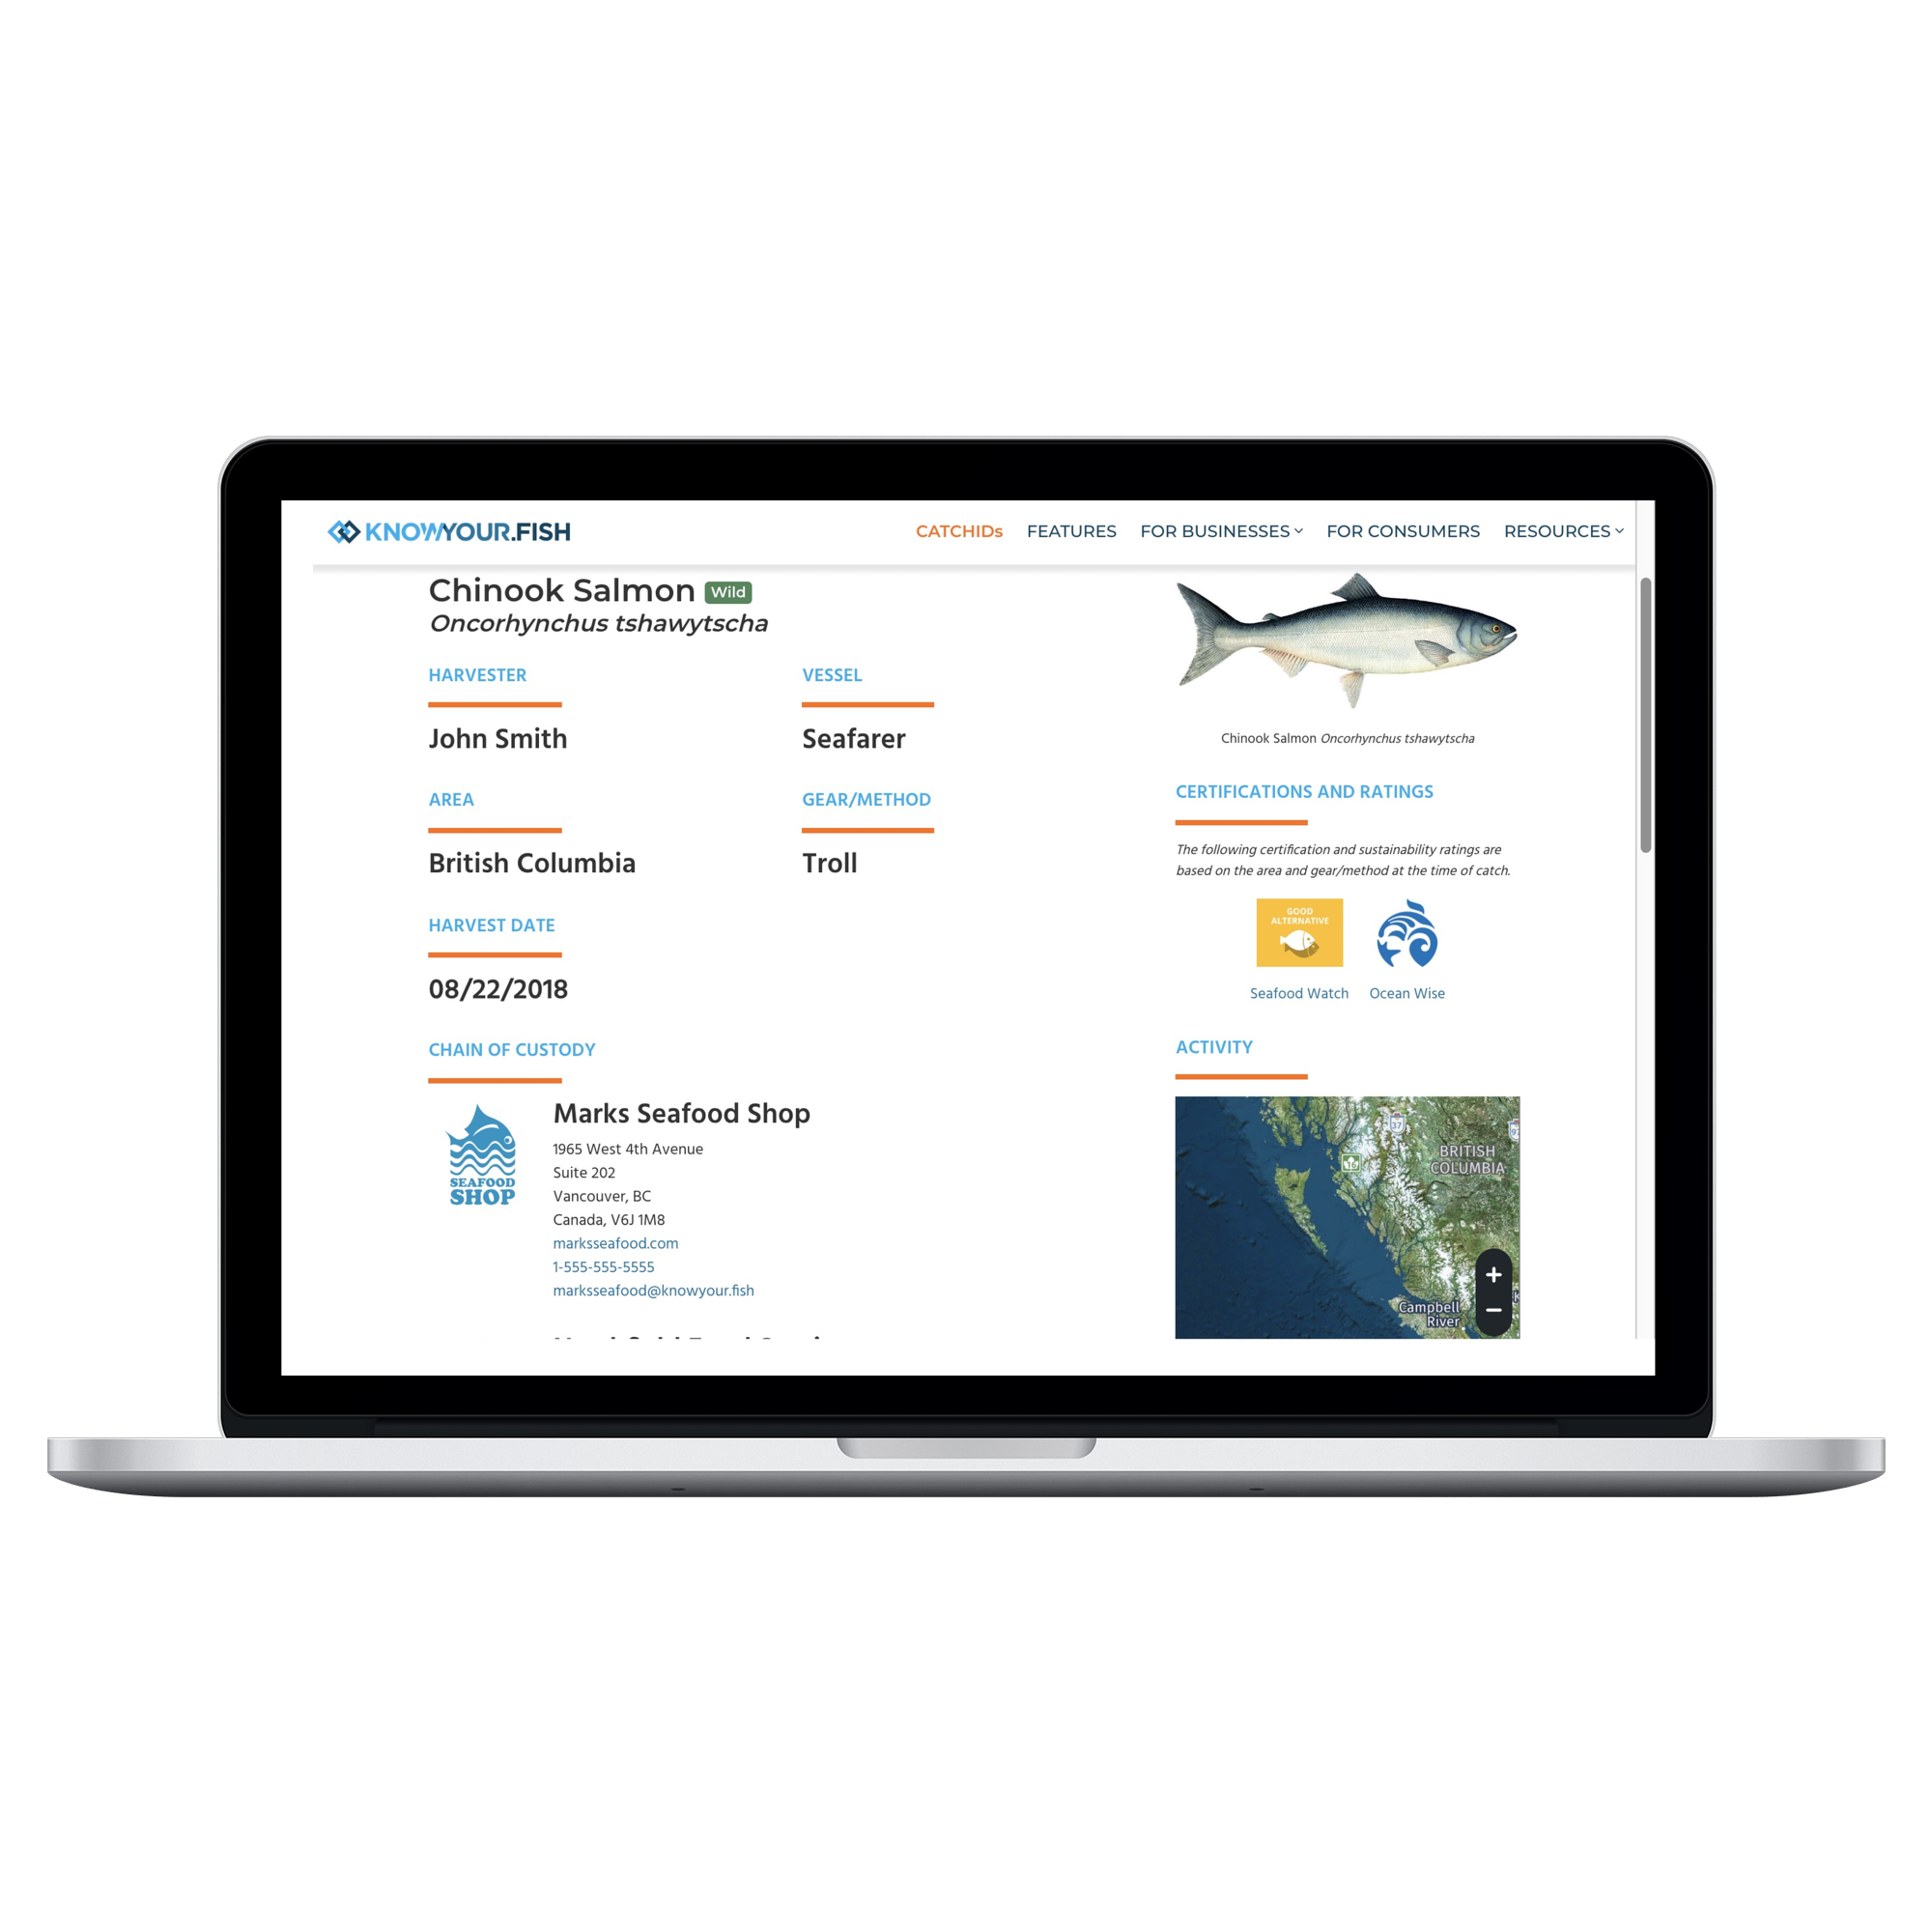 KNOWYOUR.FISH
CATCHIDs FEATURES FOR BUSINESSES FOR CONSUMERS RESOURCES
Chinook Salmon Wild
Oncorhynchus tshawytscha
HARVESTER
John Smith
VESSEL
Seafarer
AREA
British Columbia
GEAR/METHOD
Troll
HARVEST DATE
08/22/2018
CHAIN OF CUSTODY
SEAFOOD
SHOP
Marks Seafood Shop
1965 West 4th Avenue
Suite 202
Vancouver, BC
Canada, V6J 1M8
marksseafood.com
1-555-555-5555
marksseafood@knowyour.fish
Chinook Salmon Oncorhynchus tshawytscha
CERTIFICATIONS AND RATINGS
The following certification and sustainability ratings are
based on the area and gear/method at the time of catch.
GOOD
ALTERNATIVE
Seafood Watch
Ocean Wise
ACTIVITY
37
BRITISH
COLUMBIA
Campbell
River
+
−